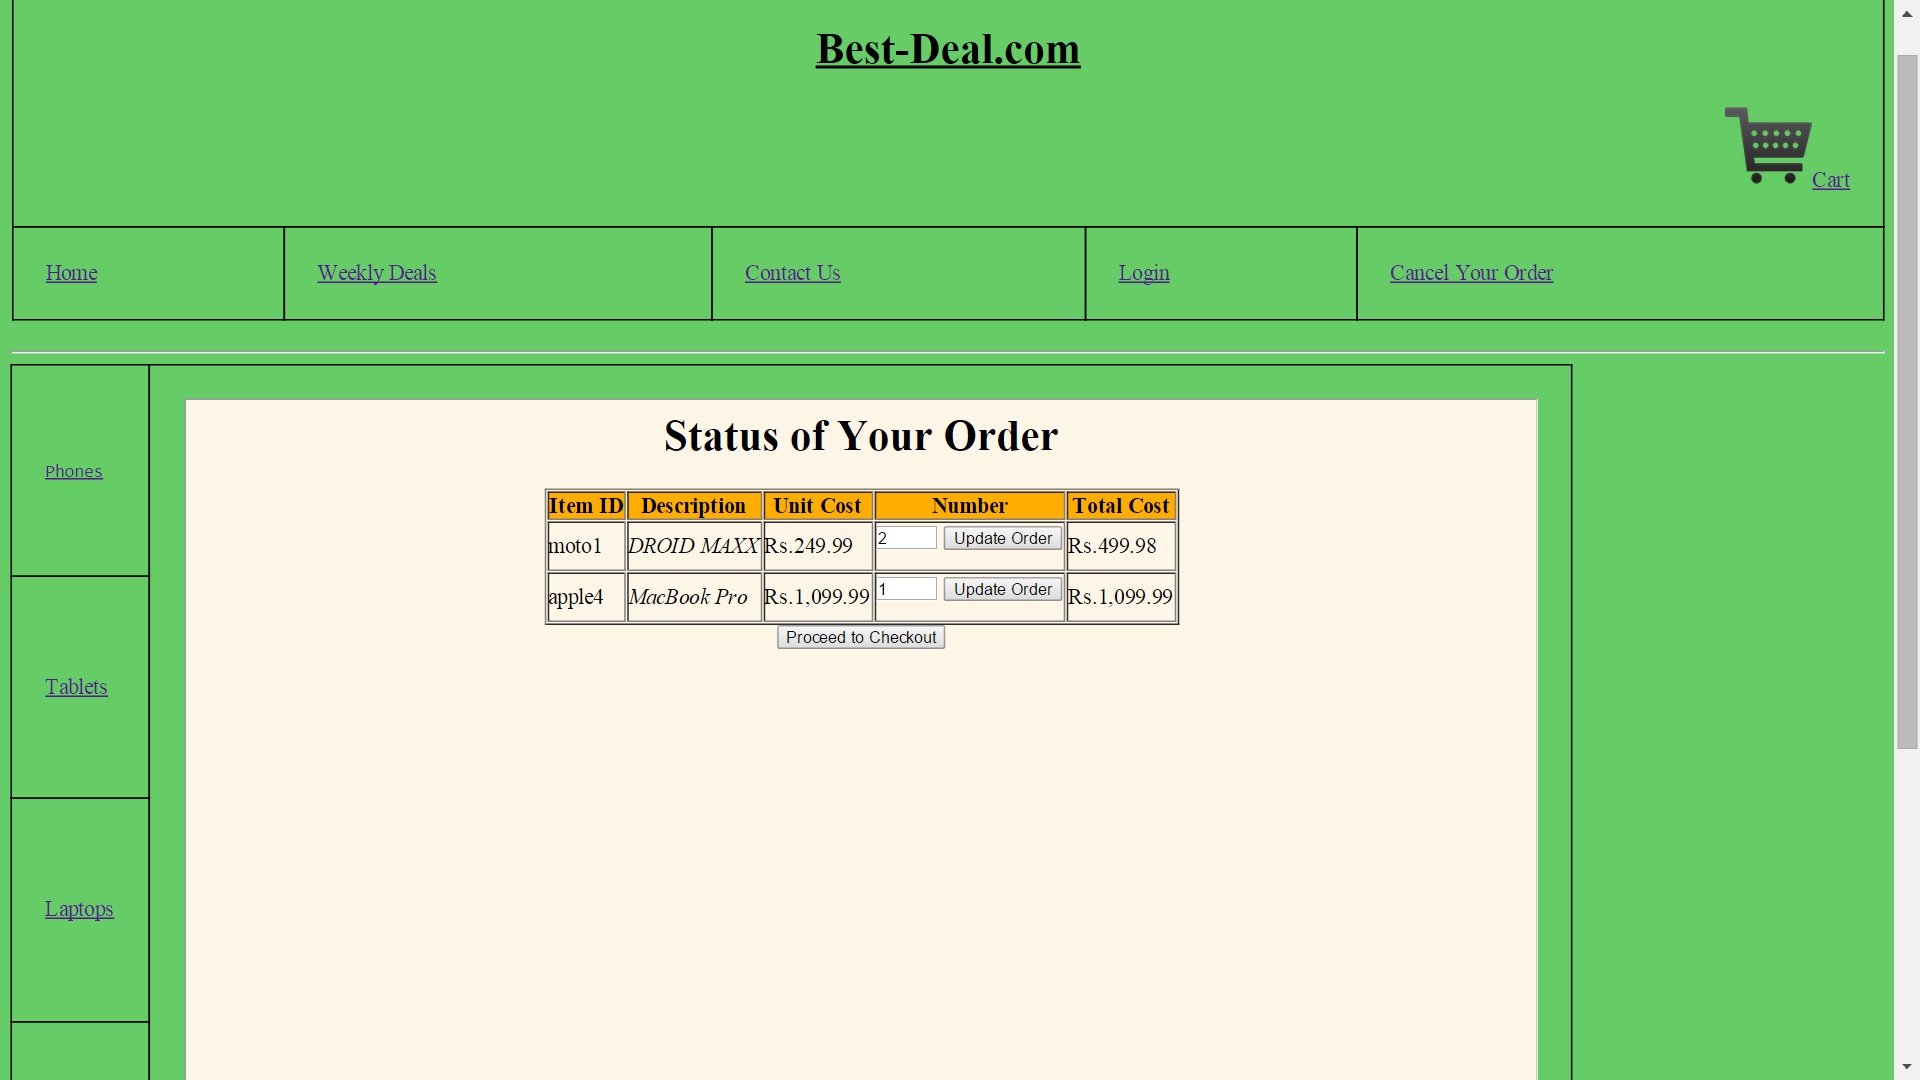 Best-Deal.com
Cart
Home Weekly Deals Contact Us Login Cancel Your Order
Phones
Tablets
Laptops
Status of Your Order
Item ID Description Unit Cost Number Total Cost
moto1 DROID MAXX Rs.249.99 2 Update Order Rs.499.98
apple4 MacBook Pro Rs.1,099.99 1 Update Order Rs.1,099.99
Proceed to Checkout